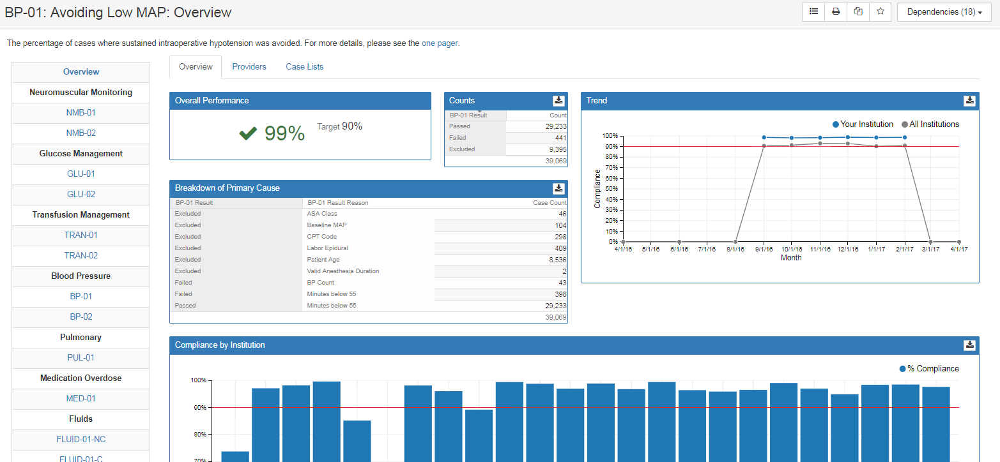 BP-01: Avoiding Low MAP: Overview
Dependencies (18)
The percentage of cases where sustained intraoperative hypotension was avoided. For more details, please see the one pager.
Overview
Neuromuscular Monitoring
NMB-01
NMB-02
Glucose Management
GLU-01
GLU-02
Transfusion Management
TRAN-01
TRAN-02
Blood Pressure
BP-01
BP-02
Pulmonary
PUL-01
Medication Overdose
MED-01
Fluids
FLUID-01-NC
FLUID-01-C
Overview Providers Case Lists
Overall Performance
99% Target 90%
Counts
BP-01 Result Count
Passed 29,233
Failed 441
Excluded 9,395
39,069
Trend
Your Institution All Institutions
100%
90%
80%
70%
60%
50%
40%
30%
20%
10%
0%
Compliance
4/1/16 5/1/16 6/1/16 7/1/16 8/1/16 9/1/16 10/1/16 11/1/16 12/1/16 1/1/17 2/1/17 3/1/17 4/1/17
Month
Breakdown of Primary Cause
BP-01 Result BP-01 Result Reason Case Count
Excluded ASA Class 46
Excluded Baseline MAP 104
Excluded CPT Code 298
Excluded Labor Epidural 409
Excluded Patient Age 8,536
Excluded Valid Anesthesia Duration 2
Failed BP Count 43
Failed Minutes below 55 398
Passed Minutes below 55 29,233
39,069
Compliance by Institution
% Compliance
100%
90%
80%
70%